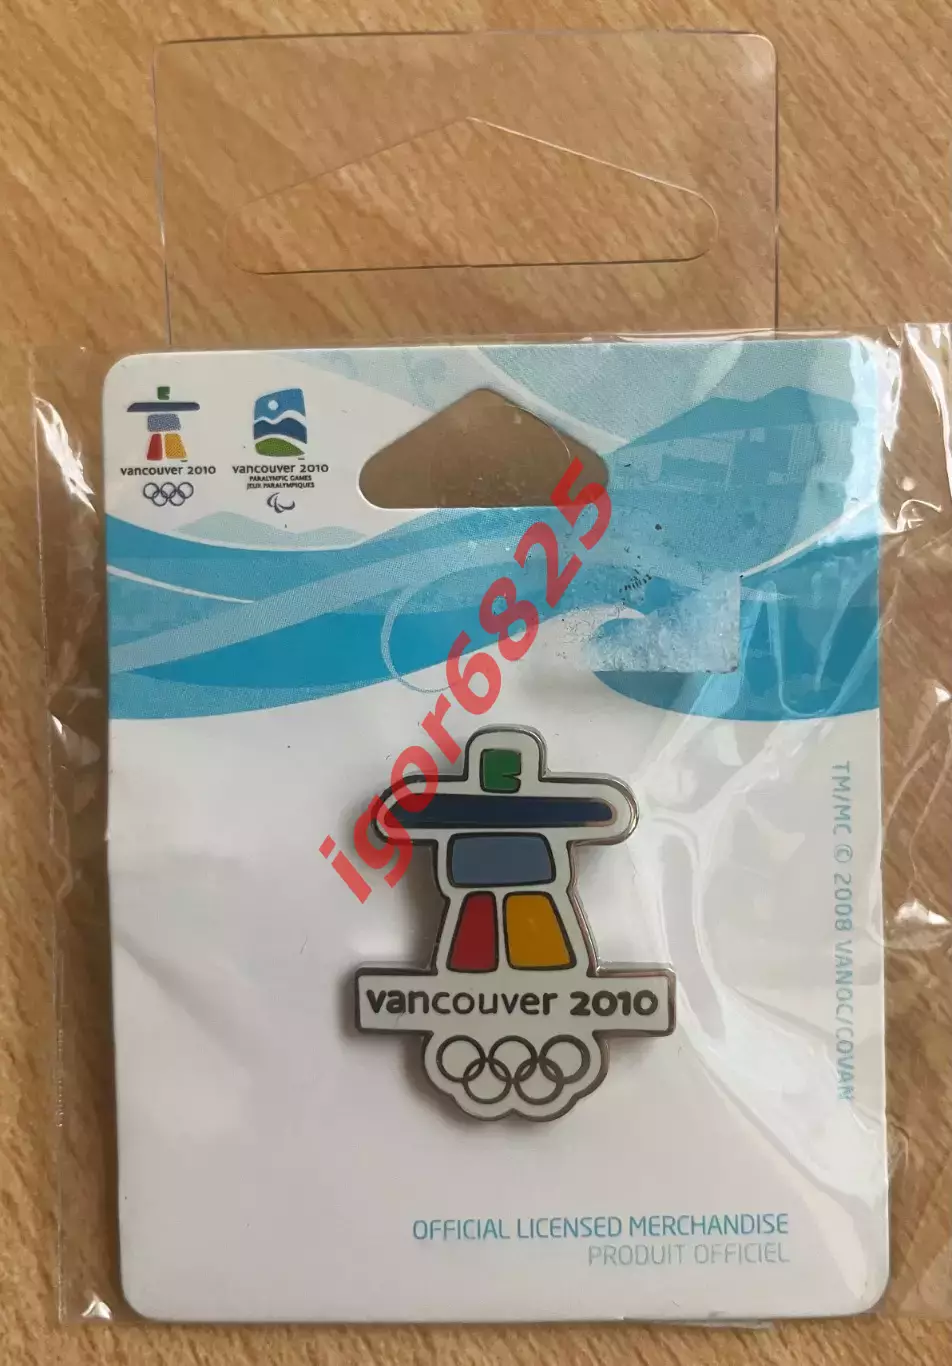 vancouver 2010
vancouver 2010
PARALYMPIC GAMES
JEUX PARALYMPIQUES
igor6825
TM/MC © 2008 VANOC/COVAN
vancouver 2010
OFFICIAL LICENSED MERCHANDISE
PRODUIT OFFICIEL